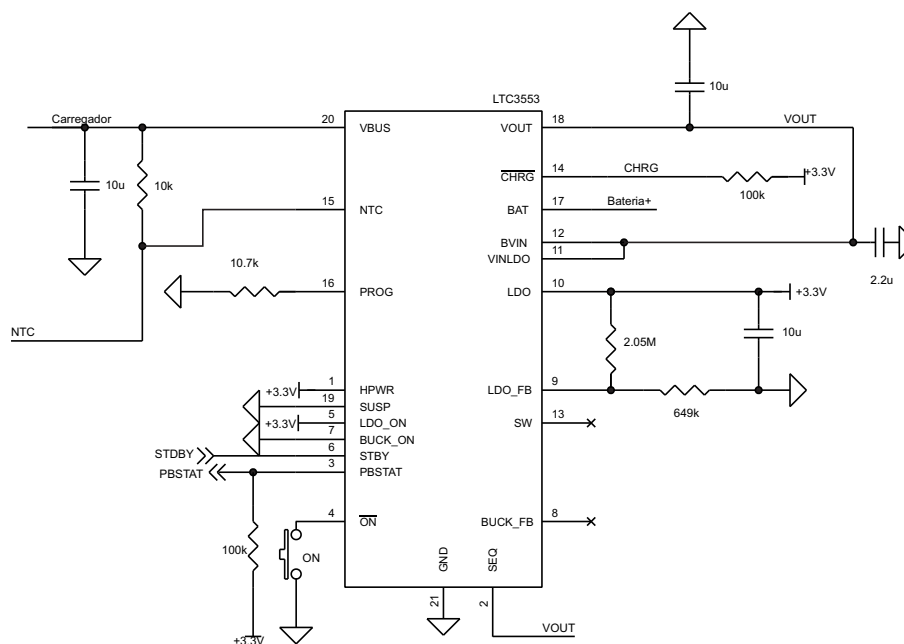 LTC3553
10u
Carregador
20
VBUS
VOUT
18
VOUT
10u
10k
CHRG
14
CHRG
100k
+3.3V
15
NTC
BAT
17
Bateria+
BVIN
12
VINLDO
11
2.2u
10.7k
16
PROG
LDO
10
+3.3V
NTC
2.05M
10u
+3.3V
1
HPWR
LDO_FB
9
649k
19
SUSP
+3.3V
5
LDO_ON
SW
13
7
BUCK_ON
STDBY
6
STBY
PBSTAT
3
PBSTAT
4
ON
BUCK_FB
8
100k
ON
GND
SEQ
21
2
VOUT
+3.3V